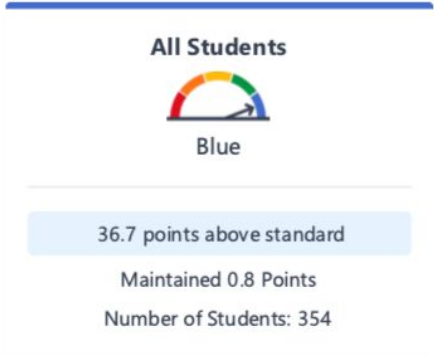 All Students
Blue
36.7 points above standard
Maintained 0.8 Points
Number of Students: 354